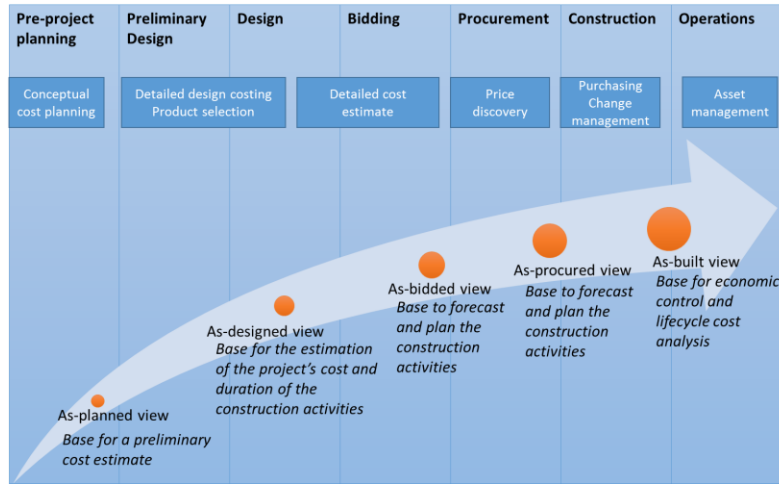 Pre-project
planning
Preliminary
Design
Design
Bidding
Procurement
Construction
Operations
Conceptual
cost planning
Detailed design costing
Product selection
Detailed cost
estimate
Price
discovery
Purchasing
Change
management
Asset
management
As-planned view
Base for a preliminary
cost estimate
As-designed view
Base for the estimation
of the project's cost and
duration of the
construction activities
As-bidded view
Base to forecast
and plan the
construction
activities
As-procured view
Base to forecast
and plan the
construction
activities
As-built view
Base for economic
control and
lifecycle cost
analysis